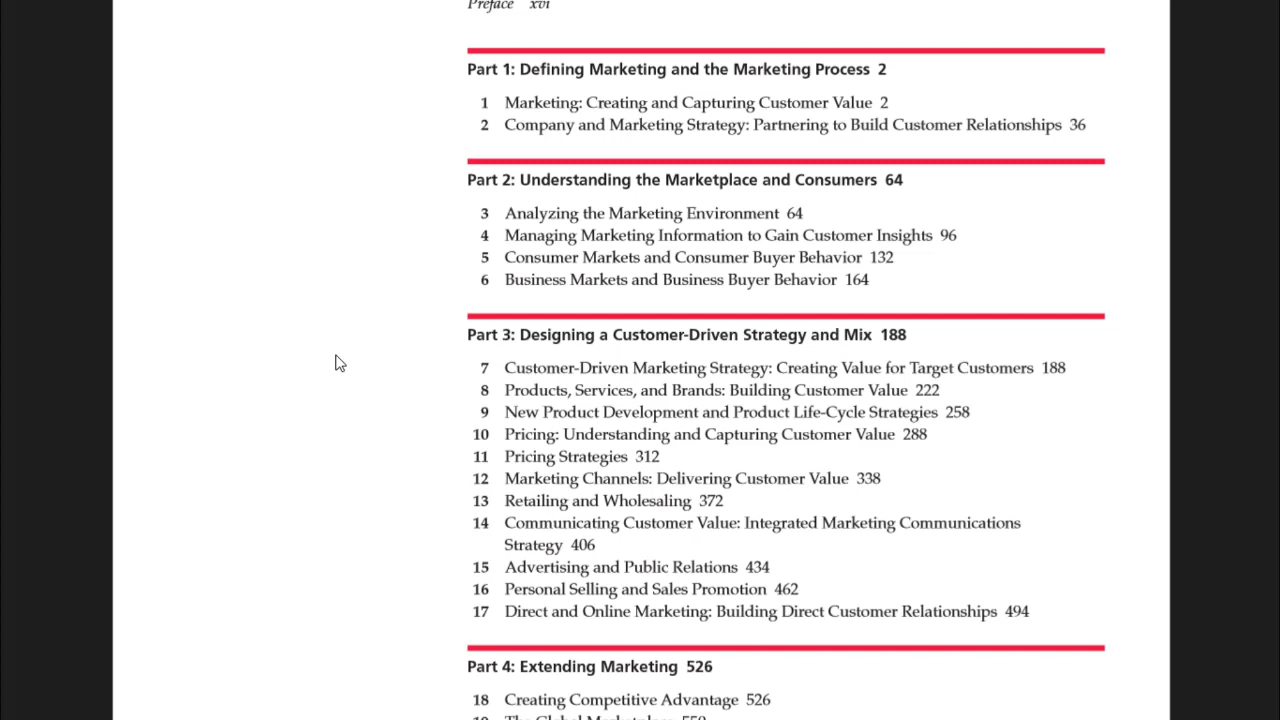 Preface xvi
Part 1: Defining Marketing and the Marketing Process 2
1 Marketing: Creating and Capturing Customer Value 2
2 Company and Marketing Strategy: Partnering to Build Customer Relationships 36
Part 2: Understanding the Marketplace and Consumers 64
3 Analyzing the Marketing Environment 64
4 Managing Marketing Information to Gain Customer Insights 96
5 Consumer Markets and Consumer Buyer Behavior 132
6 Business Markets and Business Buyer Behavior 164
Part 3: Designing a Customer-Driven Strategy and Mix 188
7 Customer-Driven Marketing Strategy: Creating Value for Target Customers 188
8 Products, Services, and Brands: Building Customer Value 222
9 New Product Development and Product Life-Cycle Strategies 258
10 Pricing: Understanding and Capturing Customer Value 288
11 Pricing Strategies 312
12 Marketing Channels: Delivering Customer Value 338
13 Retailing and Wholesaling 372
14 Communicating Customer Value: Integrated Marketing Communications
Strategy 406
15 Advertising and Public Relations 434
16 Personal Selling and Sales Promotion 462
17 Direct and Online Marketing: Building Direct Customer Relationships 494
Part 4: Extending Marketing 526
18 Creating Competitive Advantage 526
The Global Marketplace